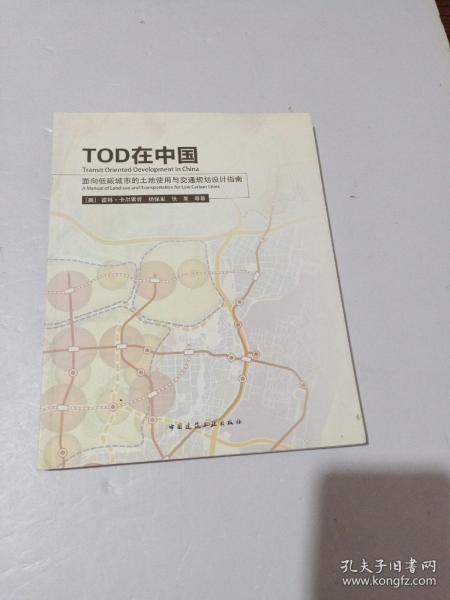 TOD在中国
Transit Oriented Development in China
面向低碳城市的土地使用与交通规划设计指南
A Manual of Land-use and Transportation for Low Carbon Cities
［美］彼得·卡尔索普 杨保军 张泉 等著
中国建筑工业出版社
孔夫子旧书网
www.kongfz.com